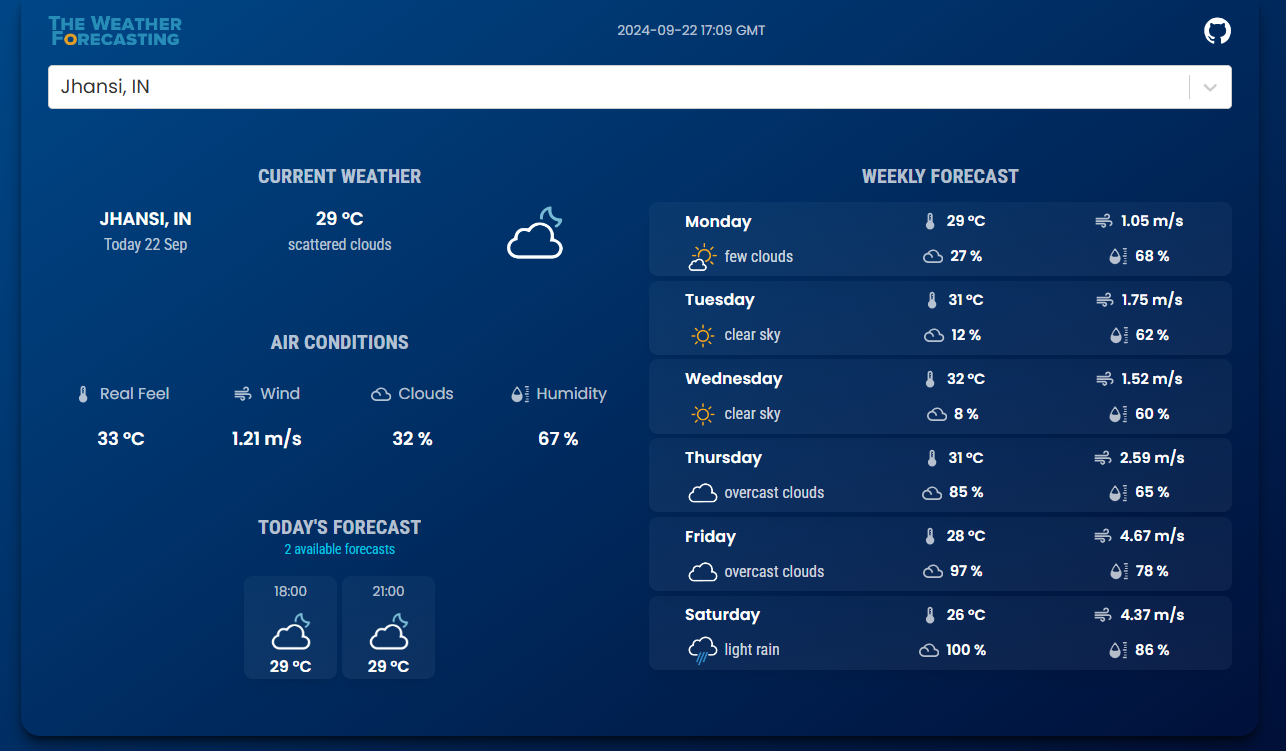 THE WEATHER
FORECASTING
2024-09-22 17:09 GMT
Jhansi, IN
CURRENT WEATHER
JHANSI, IN
Today 22 Sep
29 °C
scattered clouds
AIR CONDITIONS
Real Feel
33 °C
Wind
1.21 m/s
Clouds
32 %
Humidity
67 %
TODAY'S FORECAST
2 available forecasts
18:00
29 °C
21:00
29 °C
WEEKLY FORECAST
Monday 29 °C 1.05 m/s
few clouds 27 % 68 %
Tuesday 31 °C 1.75 m/s
clear sky 12 % 62 %
Wednesday 32 °C 1.52 m/s
clear sky 8 % 60 %
Thursday 31 °C 2.59 m/s
overcast clouds 85 % 65 %
Friday 28 °C 4.67 m/s
overcast clouds 97 % 78 %
Saturday 26 °C 4.37 m/s
light rain 100 % 86 %